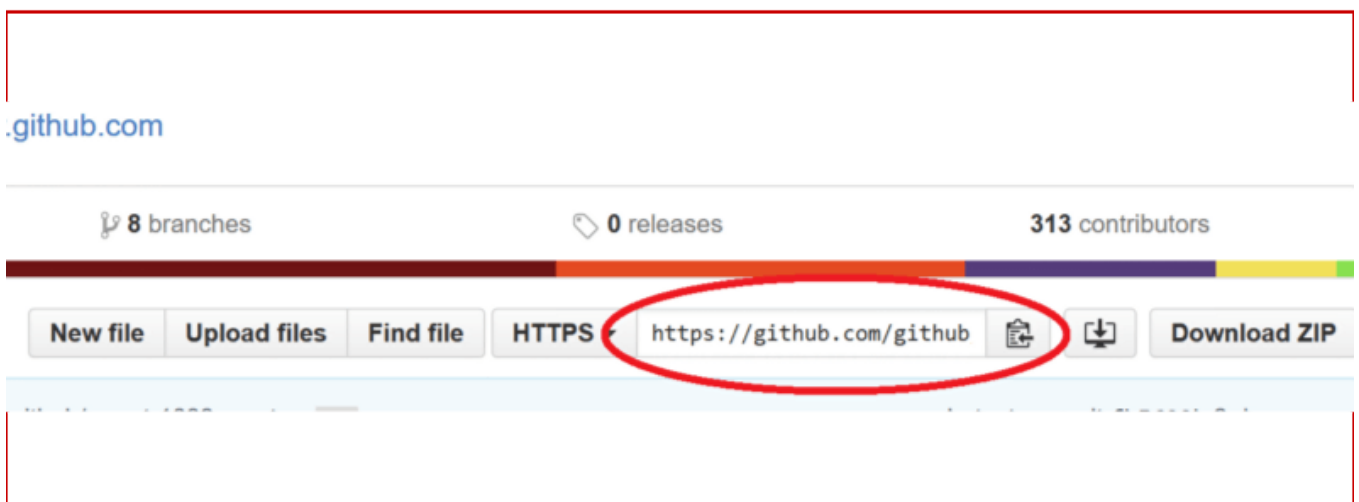 .github.com
8 branches 0 releases 313 contributors
New file Upload files Find file HTTPS https://github.com/github Download ZIP